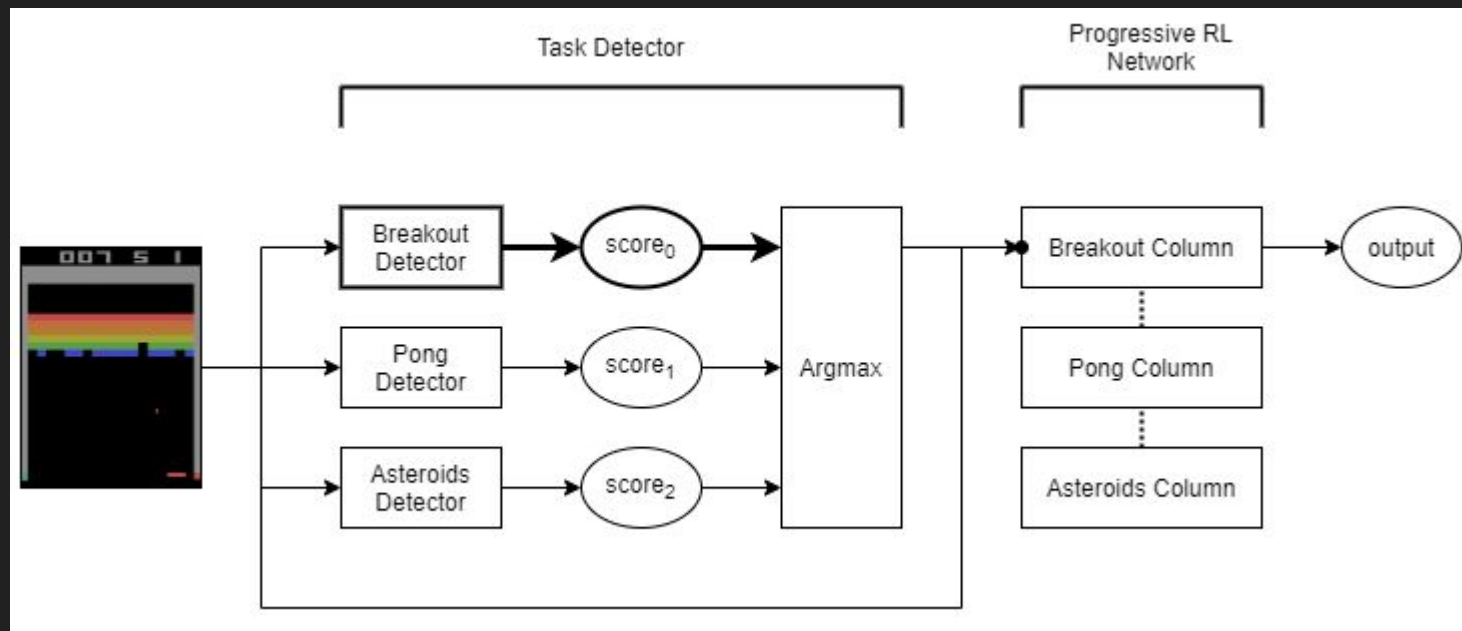 Task Detector
Progressive RL
Network
007 5 1
Breakout
Detector
score₀
Breakout Column
output
Pong
Detector
score₁
Argmax
Pong Column
Asteroids
Detector
score₂
Asteroids Column